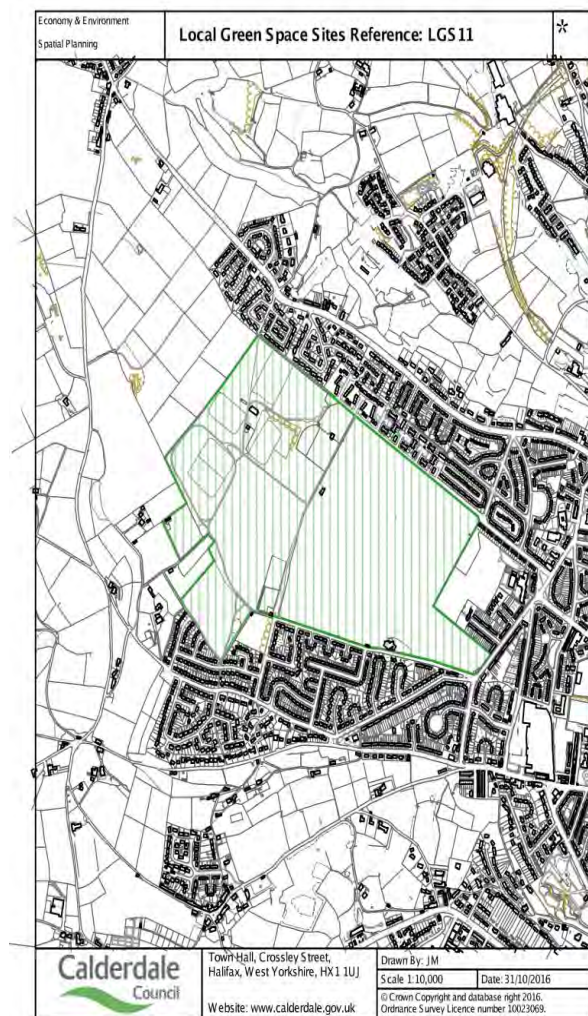 Economy & Environment
Spatial Planning
Local Green Space Sites Reference: LGS11
*
Calderdale
Council
Town Hall, Crossley Street,
Halifax, West Yorkshire, HX1 1UJ
Website: www.calderdale.gov.uk
Drawn By: JM
Scale 1:10,000
Date: 31/10/2016
© Crown Copyright and database right 2016.
Ordnance Survey Licence number 10023069.